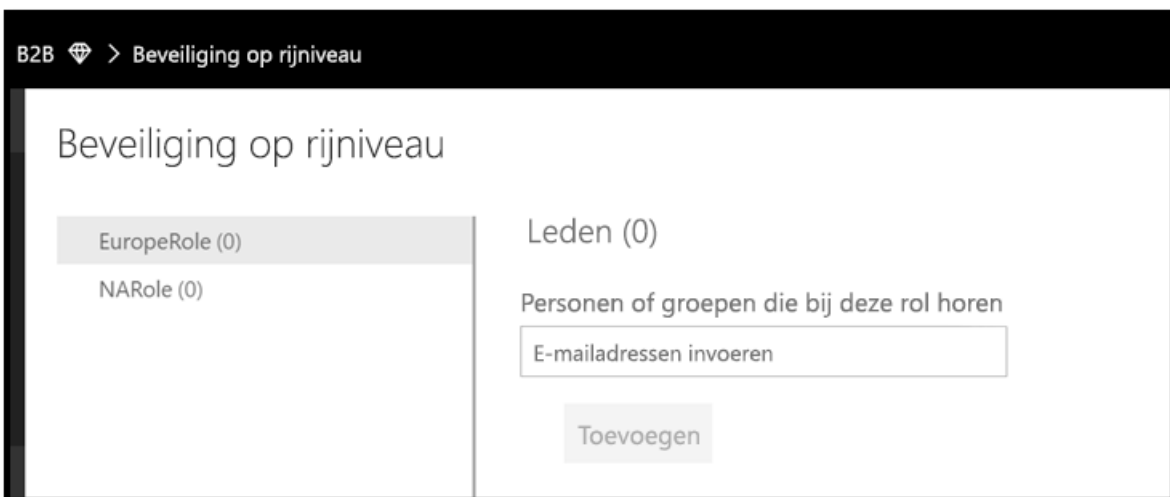 B2B > Beveiliging op rijniveau
Beveiliging op rijniveau
EuropeRole (0)
NARole (0)
Leden (0)
Personen of groepen die bij deze rol horen
E-mailadressen invoeren
Toevoegen